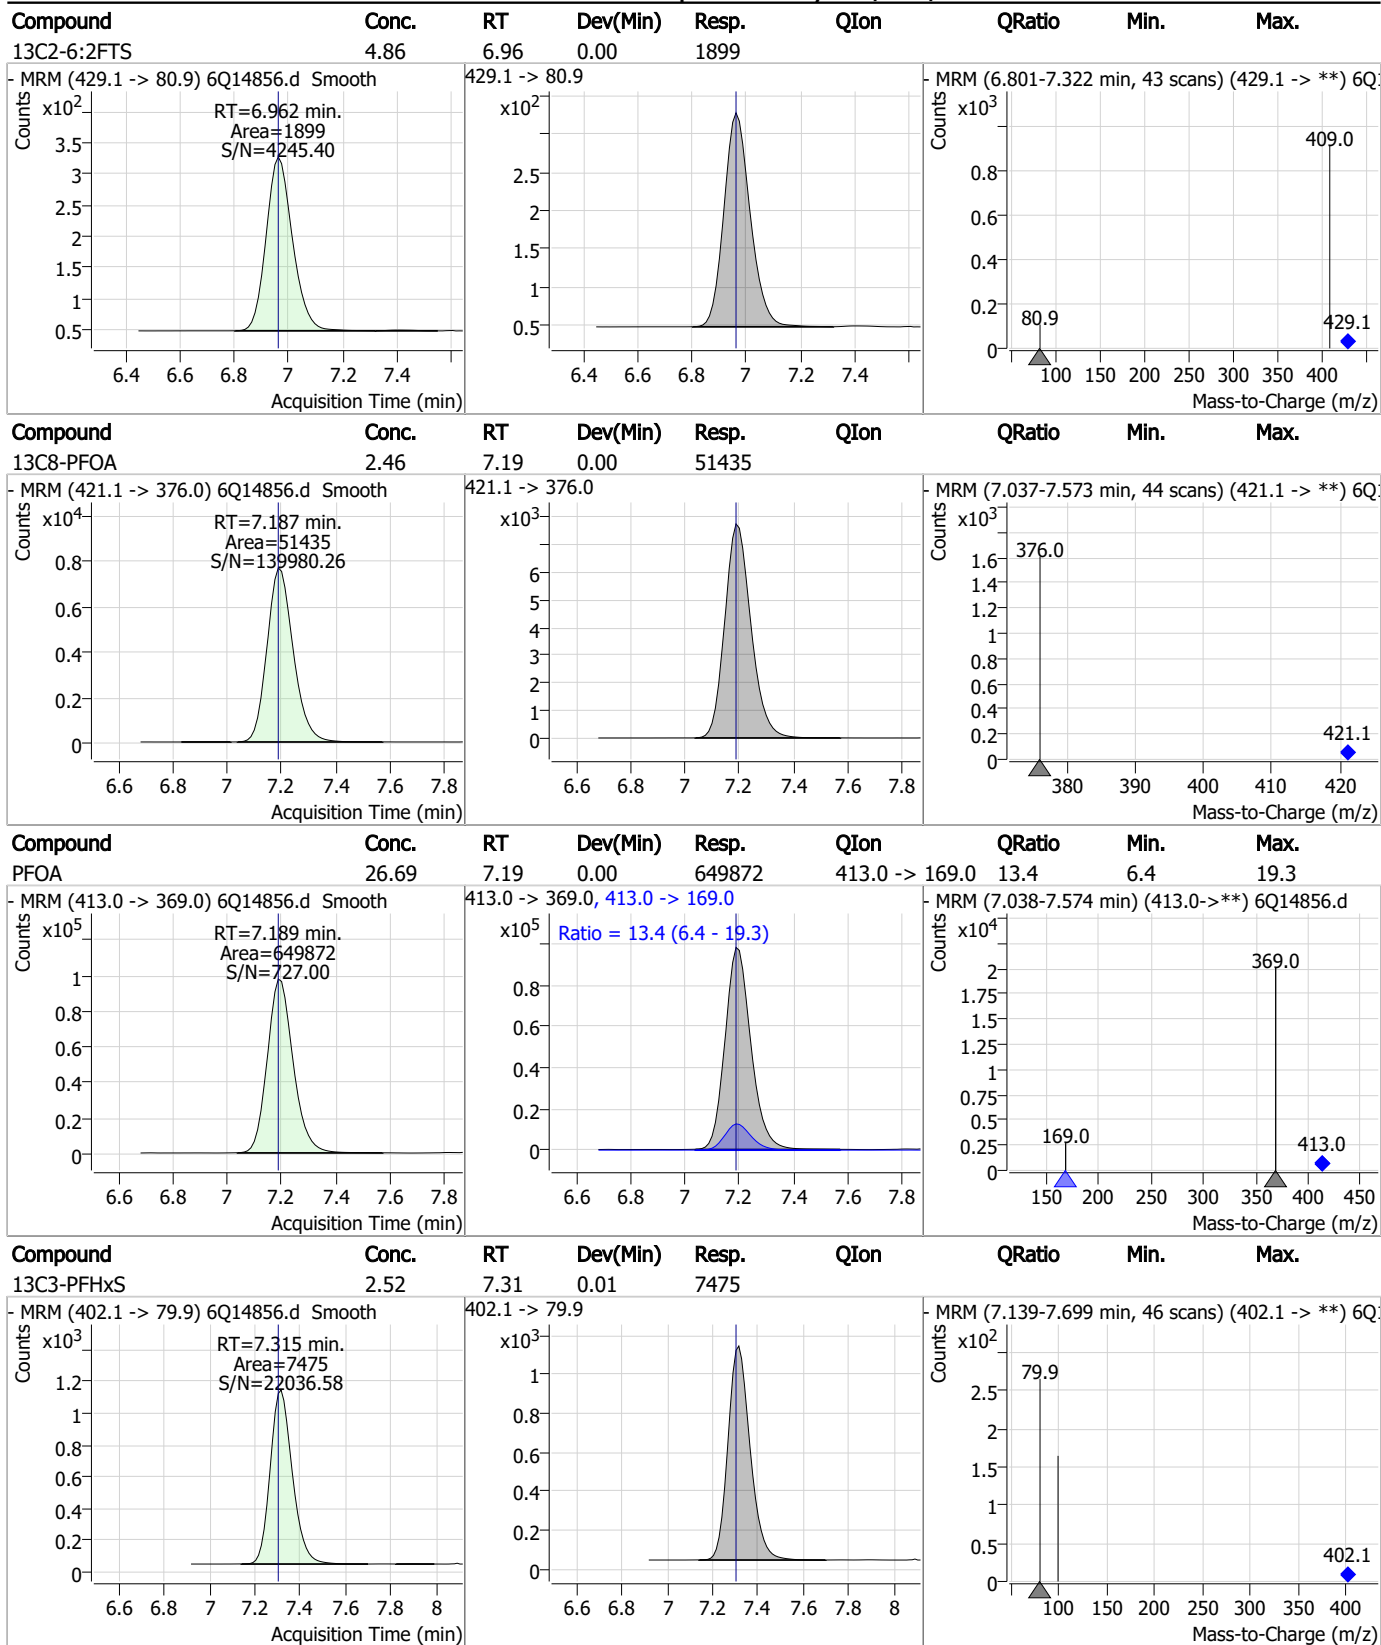 Compound Conc. RT Dev(Min) Resp. QIon QRatio Min. Max.
13C2-6:2FTS 4.86 6.96 0.00 1899
- MRM (429.1 -> 80.9) 6Q14856.d Smooth
Counts
x10²
RT=6.962 min.
Area=1899
S/N=4245.40
3.5
3
2.5
2
1.5
1
0.5
6.4 6.6 6.8 7 7.2 7.4
Acquisition Time (min)
429.1 -> 80.9
x10²
2.5
2
1.5
1
0.5
6.4 6.6 6.8 7 7.2 7.4
- MRM (6.801-7.322 min, 43 scans) (429.1 -> **)
Counts
x10³
409.0
0.8
0.6
0.4
0.2
0
80.9
429.1
100 150 200 250 300 350 400
Mass-to-Charge (m/z)
Compound Conc. RT Dev(Min) Resp. QIon QRatio Min. Max.
13C8-PFOA 2.46 7.19 0.00 51435
- MRM (421.1 -> 376.0) 6Q14856.d Smooth
Counts
x10⁴
RT=7.187 min.
Area=51435
S/N=139980.26
0.8
0.6
0.4
0.2
0
6.6 6.8 7 7.2 7.4 7.6 7.8
Acquisition Time (min)
421.1 -> 376.0
x10³
6
5
4
3
2
1
0
6.6 6.8 7 7.2 7.4 7.6 7.8
- MRM (7.037-7.573 min, 44 scans) (421.1 -> **)
Counts
x10³
376.0
1.6
1.4
1.2
1
0.8
0.6
0.4
0.2
0
421.1
380 390 400 410 420
Mass-to-Charge (m/z)
Compound Conc. RT Dev(Min) Resp. QIon QRatio Min. Max.
PFOA 26.69 7.19 0.00 649872 413.0 -> 169.0 13.4 6.4 19.3
- MRM (413.0 -> 369.0) 6Q14856.d Smooth
Counts
x10⁵
RT=7.189 min.
Area=649872
S/N=727.00
1
0.8
0.6
0.4
0.2
0
6.6 6.8 7 7.2 7.4 7.6 7.8
Acquisition Time (min)
413.0 -> 369.0, 413.0 -> 169.0
x10⁵
Ratio = 13.4 (6.4 - 19.3)
0.8
0.6
0.4
0.2
0
6.6 6.8 7 7.2 7.4 7.6 7.8
- MRM (7.038-7.574 min) (413.0->**) 6Q14856.d
Counts
x10⁴
369.0
2
1.75
1.5
1.25
1
0.75
0.5
0.25
0
169.0
413.0
150 200 250 300 350 400 450
Mass-to-Charge (m/z)
Compound Conc. RT Dev(Min) Resp. QIon QRatio Min. Max.
13C3-PFHxS 2.52 7.31 0.01 7475
- MRM (402.1 -> 79.9) 6Q14856.d Smooth
Counts
x10³
RT=7.315 min.
Area=7475
S/N=22036.58
1.2
1
0.8
0.6
0.4
0.2
0
6.6 6.8 7 7.2 7.4 7.6 7.8 8
Acquisition Time (min)
402.1 -> 79.9
x10³
1
0.8
0.6
0.4
0.2
0
6.6 6.8 7 7.2 7.4 7.6 7.8 8
- MRM (7.139-7.699 min, 46 scans) (402.1 -> **)
Counts
x10²
79.9
2.5
2
1.5
1
0.5
0
402.1
100 150 200 250 300 350 400
Mass-to-Charge (m/z)